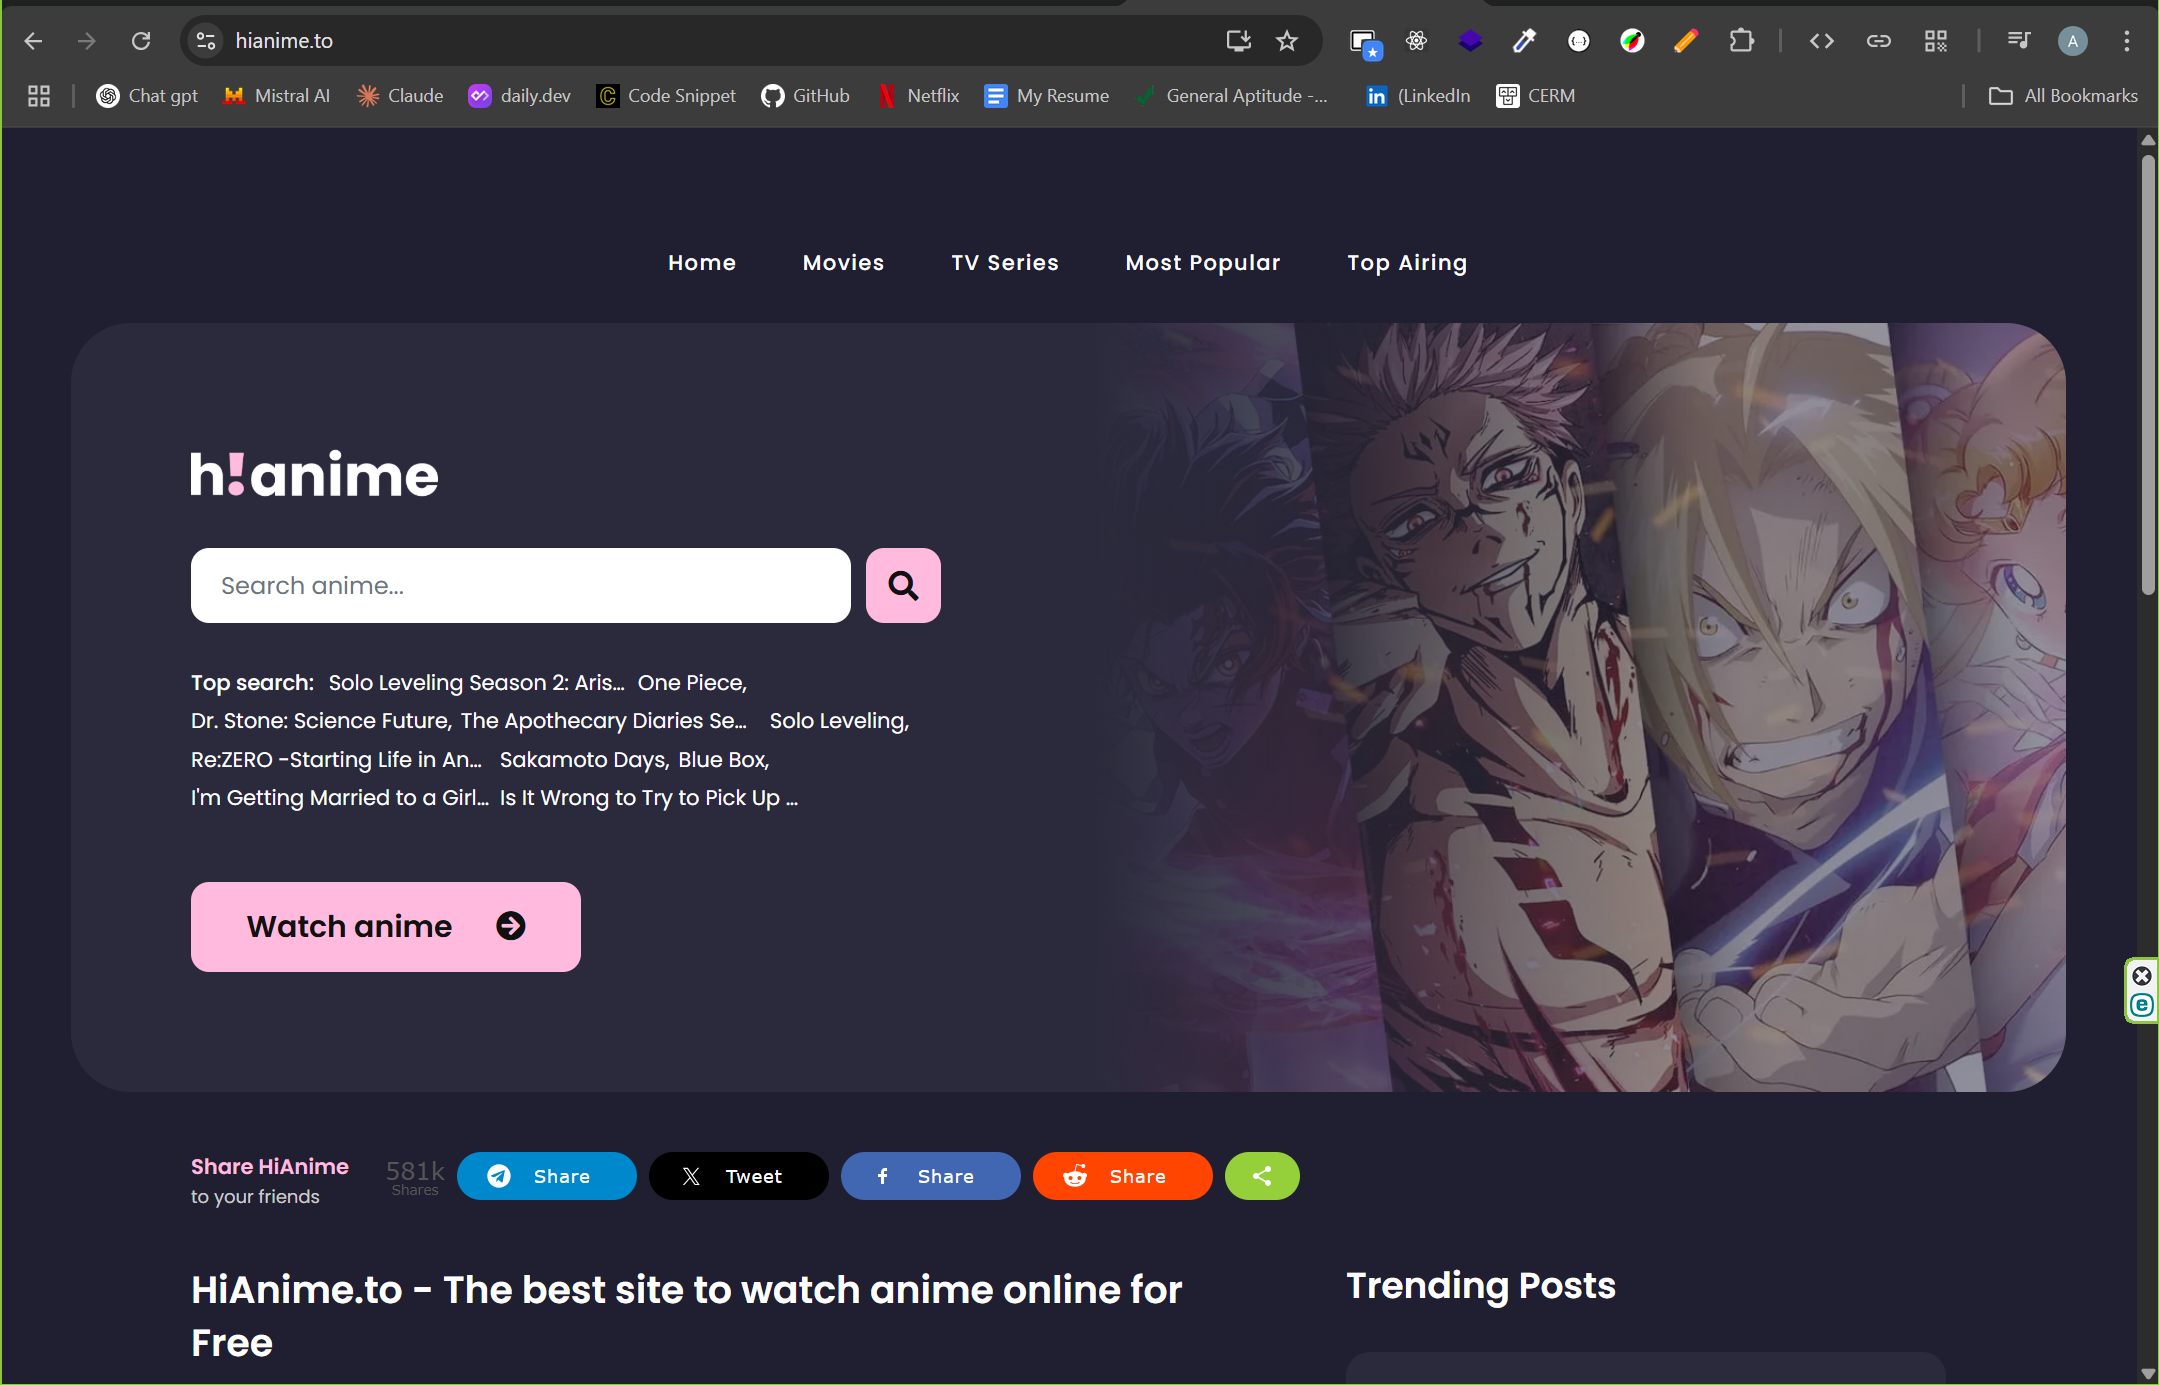 hianime.to
A
Chat gpt Mistral AI Claude daily.dev Code Snippet GitHub Netflix My Resume General Aptitude -... (LinkedIn CERM All Bookmarks
Home Movies TV Series Most Popular Top Airing
h!anime
Search anime...
Top search: Solo Leveling Season 2: Aris... One Piece,
Dr. Stone: Science Future, The Apothecary Diaries Se... Solo Leveling,
Re:ZERO -Starting Life in An... Sakamoto Days, Blue Box,
I'm Getting Married to a Girl... Is It Wrong to Try to Pick Up ...
Watch anime
Share HiAnime
to your friends
581k
Shares
Share Tweet Share Share
HiAnime.to - The best site to watch anime online for
Free
Trending Posts